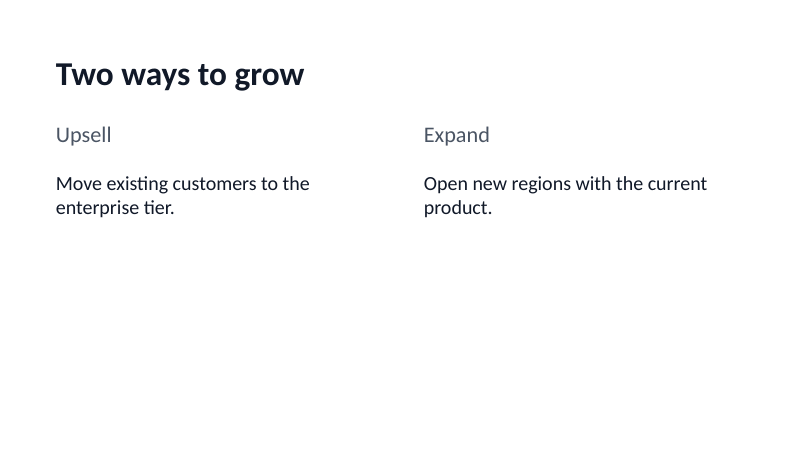 Two ways to grow
Upsell
Move existing customers to the
enterprise tier.
Expand
Open new regions with the current
product.